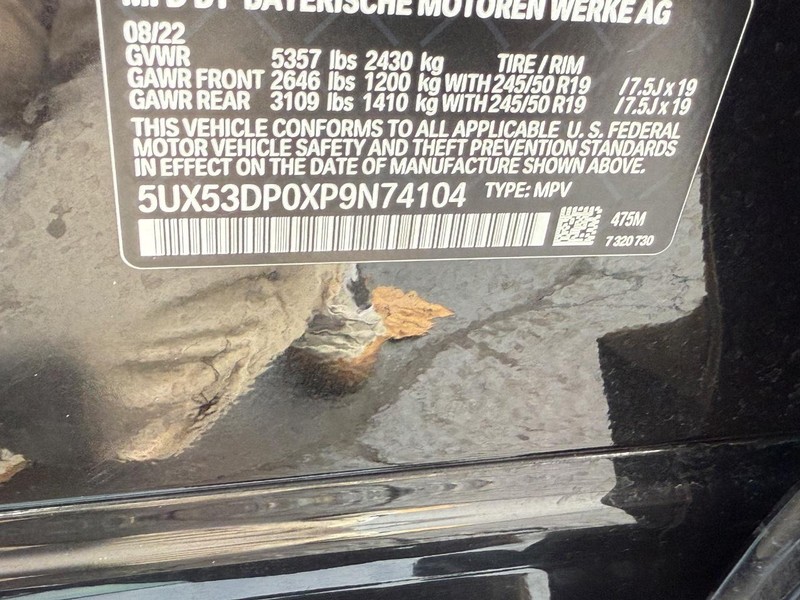 MFD BY BAYERISCHE MOTOREN WERKE AG
08/22
GVWR 5357 lbs 2430 kg TIRE / RIM
GAWR FRONT 2646 lbs 1200 kg WITH 245/50 R19 /7.5J x 19
GAWR REAR 3109 lbs 1410 kg WITH 245/50 R19 /7.5J x 19
THIS VEHICLE CONFORMS TO ALL APPLICABLE U. S. FEDERAL
MOTOR VEHICLE SAFETY AND THEFT PREVENTION STANDARDS
IN EFFECT ON THE DATE OF MANUFACTURE SHOWN ABOVE.
5UX53DP0XP9N74104 TYPE: MPV
475M
7 320 730